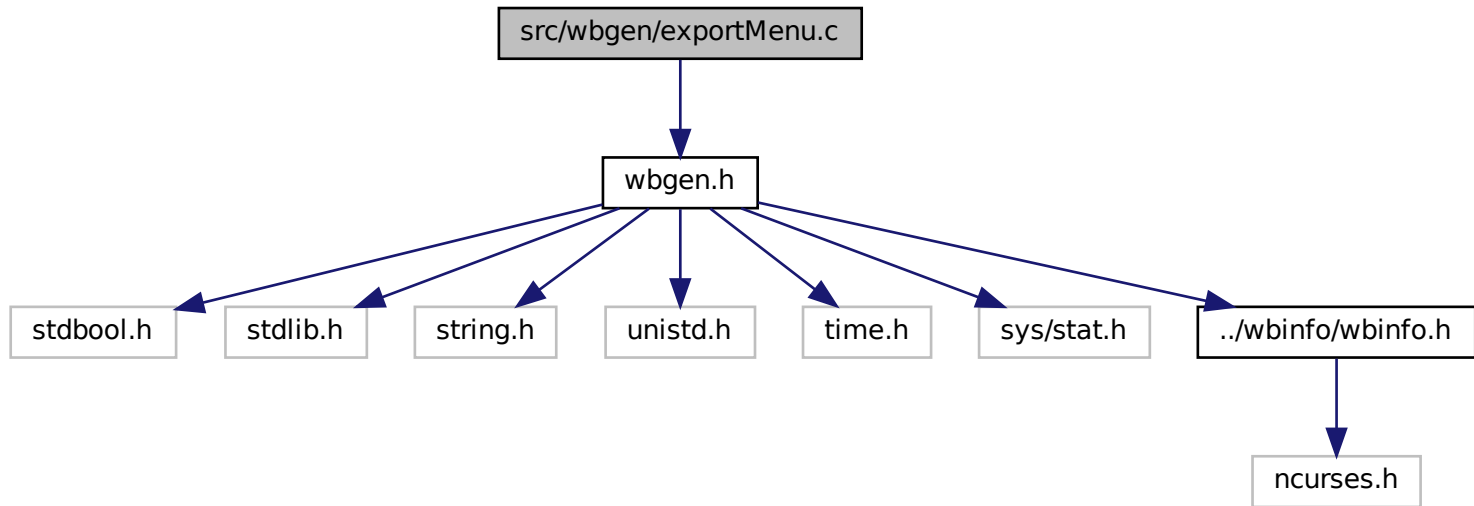 src/wbgen/exportMenu.c
wbgen.h
stdbool.h
stdlib.h
string.h
unistd.h
time.h
sys/stat.h
../wbinfo/wbinfo.h
ncurses.h